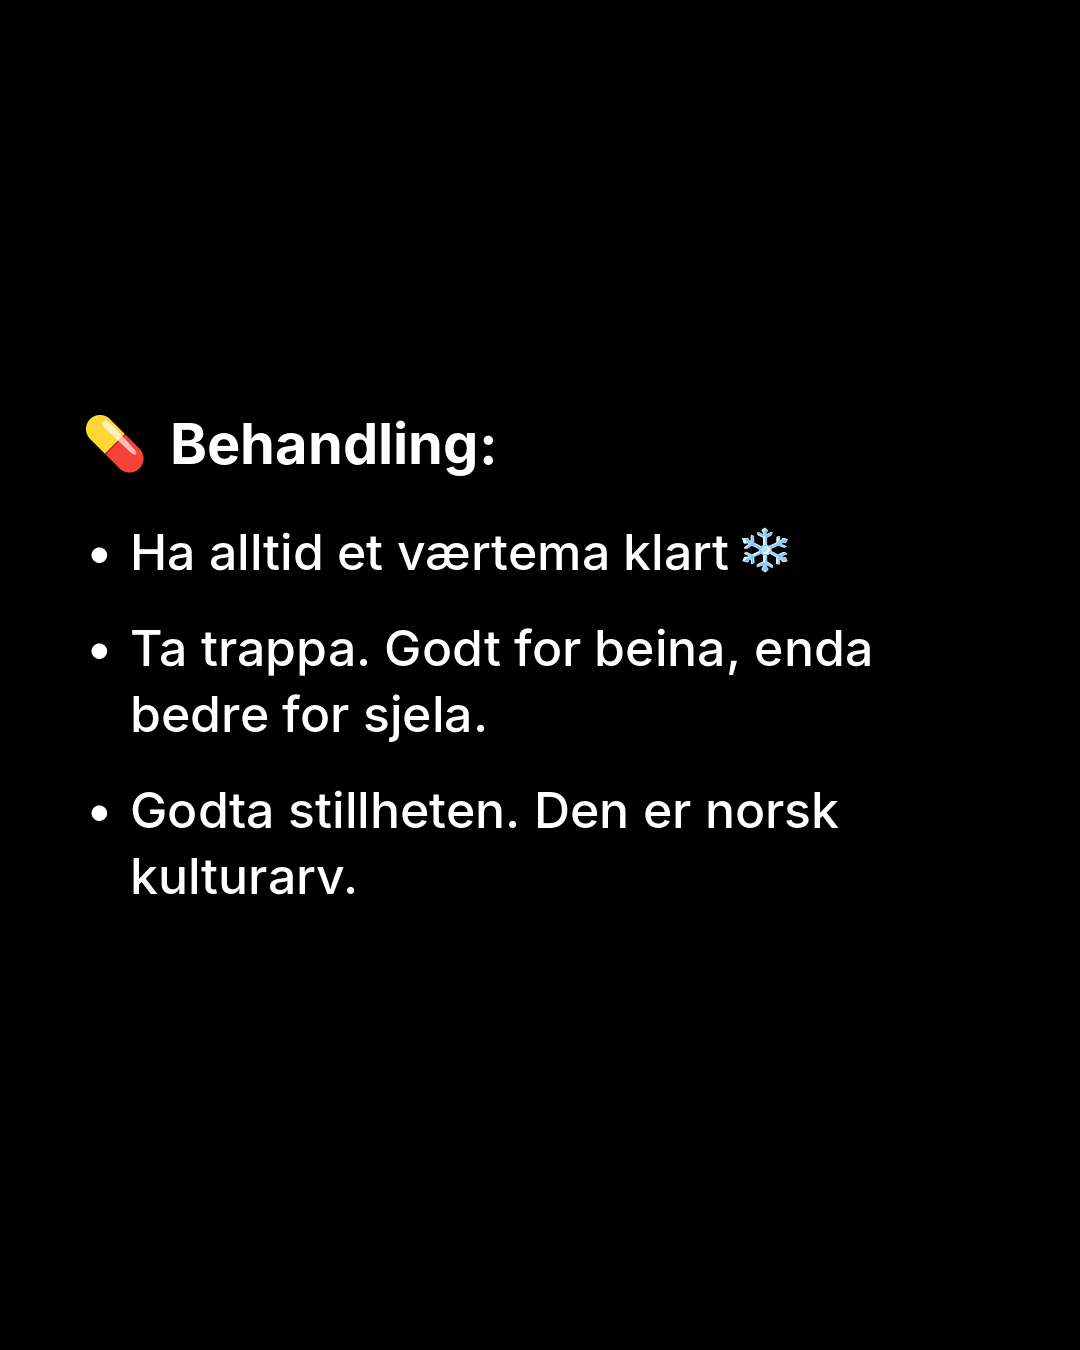 💊 Behandling:
• Ha alltid et værtema klart ❄️
• Ta trappa. Godt for beina, enda
bedre for sjela.
• Godta stillheten. Den er norsk
kulturarv.